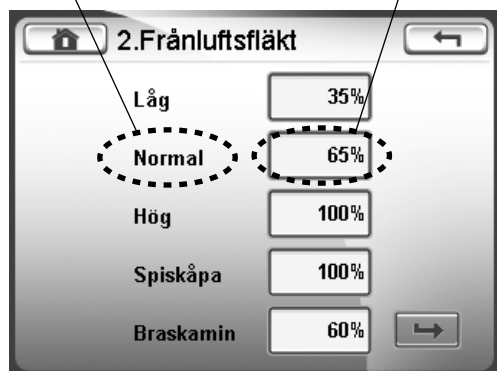 2.Frånluftsfläkt
Låg 35%
Normal 65%
Hög 100%
Spiskåpa 100%
Braskamin 60%